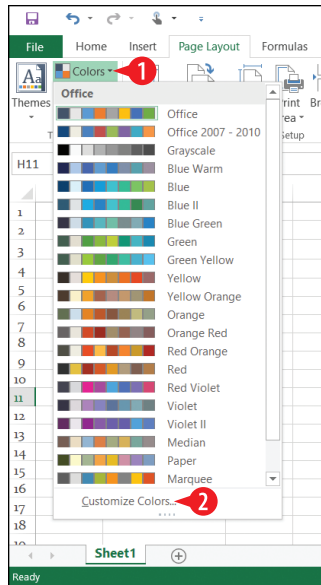 File Home Insert Page Layout Formulas
Colors 1
Themes
Office
Office
Office 2007 - 2010
Grayscale
Blue Warm
Blue
Blue II
Blue Green
Green
Green Yellow
Yellow
Yellow Orange
Orange
Orange Red
Red Orange
Red
Red Violet
Violet
Violet II
Median
Paper
Marquee
Customize Colors... 2
H11
1
2
3
4
5
6
7
8
9
10
11
12
13
14
15
16
17
18
Sheet1
Ready